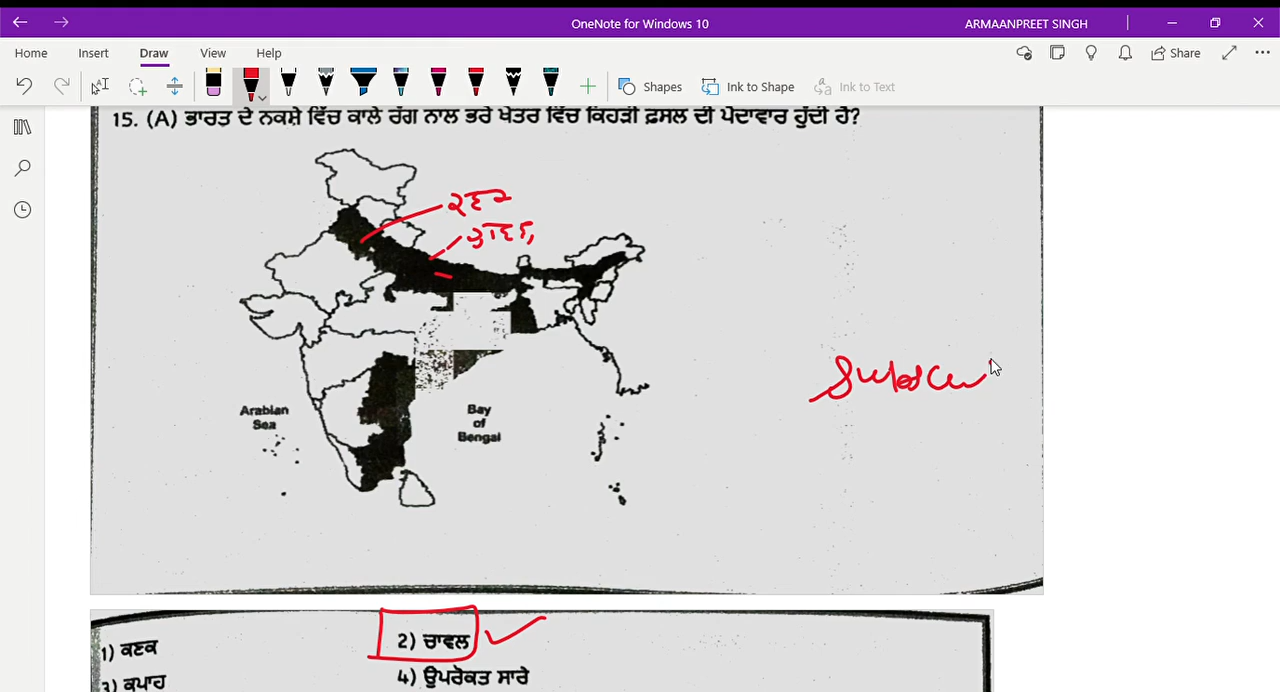 OneNote for Windows 10
ARMAANPREET SINGH
Home Insert Draw View Help
Share
Shapes
Ink to Shape
Ink to Text
15. (A) ਭਾਰਤ ਦੇ ਨਕਸ਼ੇ ਵਿੱਚ ਕਾਲੇ ਰੰਗ ਨਾਲ ਭਰੇ ਖੇਤਰ ਵਿੱਚ ਕਿਹੜੀ ਫ਼ਸਲ ਦੀ ਪੈਦਾਵਾਰ ਹੁੰਦੀ ਹੈ?
Arabian
Sea
Bay
of
Bengal
1) ਕਣਕ
2) ਚਾਵਲ
3) ਕਪਾਹ
4) ਉਪਰੋਕਤ ਸਾਰੇ